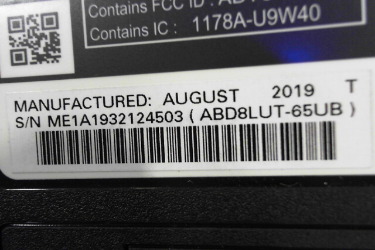 Contains FCC ID :
Contains IC : 1178A-U9W40
MANUFACTURED: AUGUST 2019 T
S/N ME1A1932124503 ( ABD8LUT-65UB )